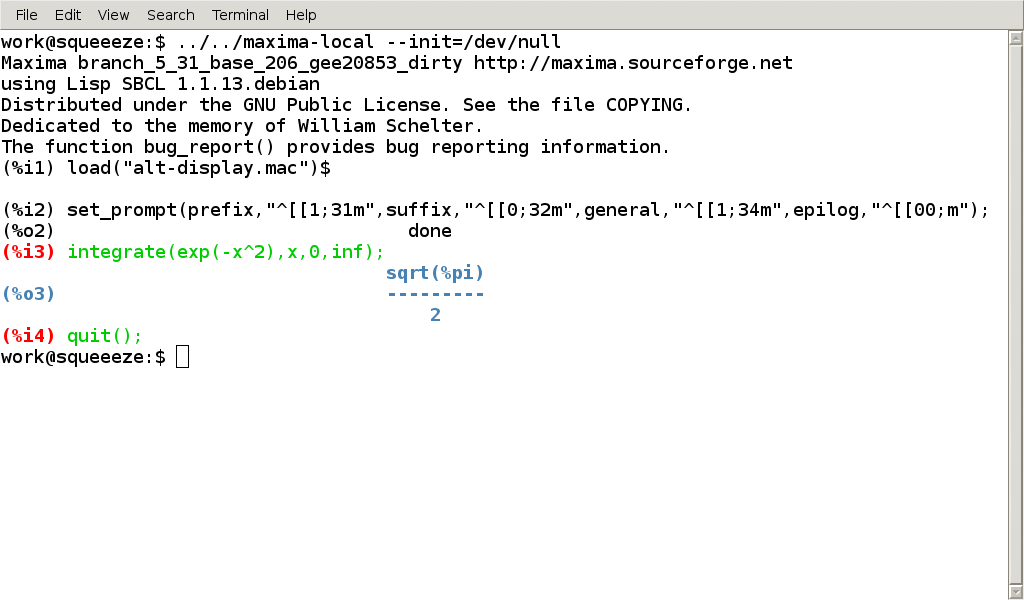 File Edit View Search Terminal Help
work@squeeeze:$ ../../maxima-local --init=/dev/null
Maxima branch_5_31_base_206_gee20853_dirty http://maxima.sourceforge.net
using Lisp SBCL 1.1.13.debian
Distributed under the GNU Public License. See the file COPYING.
Dedicated to the memory of William Schelter.
The function bug_report() provides bug reporting information.
(%i1) load("alt-display.mac")$
(%i2) set_prompt(prefix,"^[[1;31m",suffix,"^[[0;32m",general,"^[[1;34m",epilog,"^[[00;m");
(%o2) done
(%i3) integrate(exp(-x^2),x,0,inf);
sqrt(%pi)
(%o3) ---------
2
(%i4) quit();
work@squeeeze:$